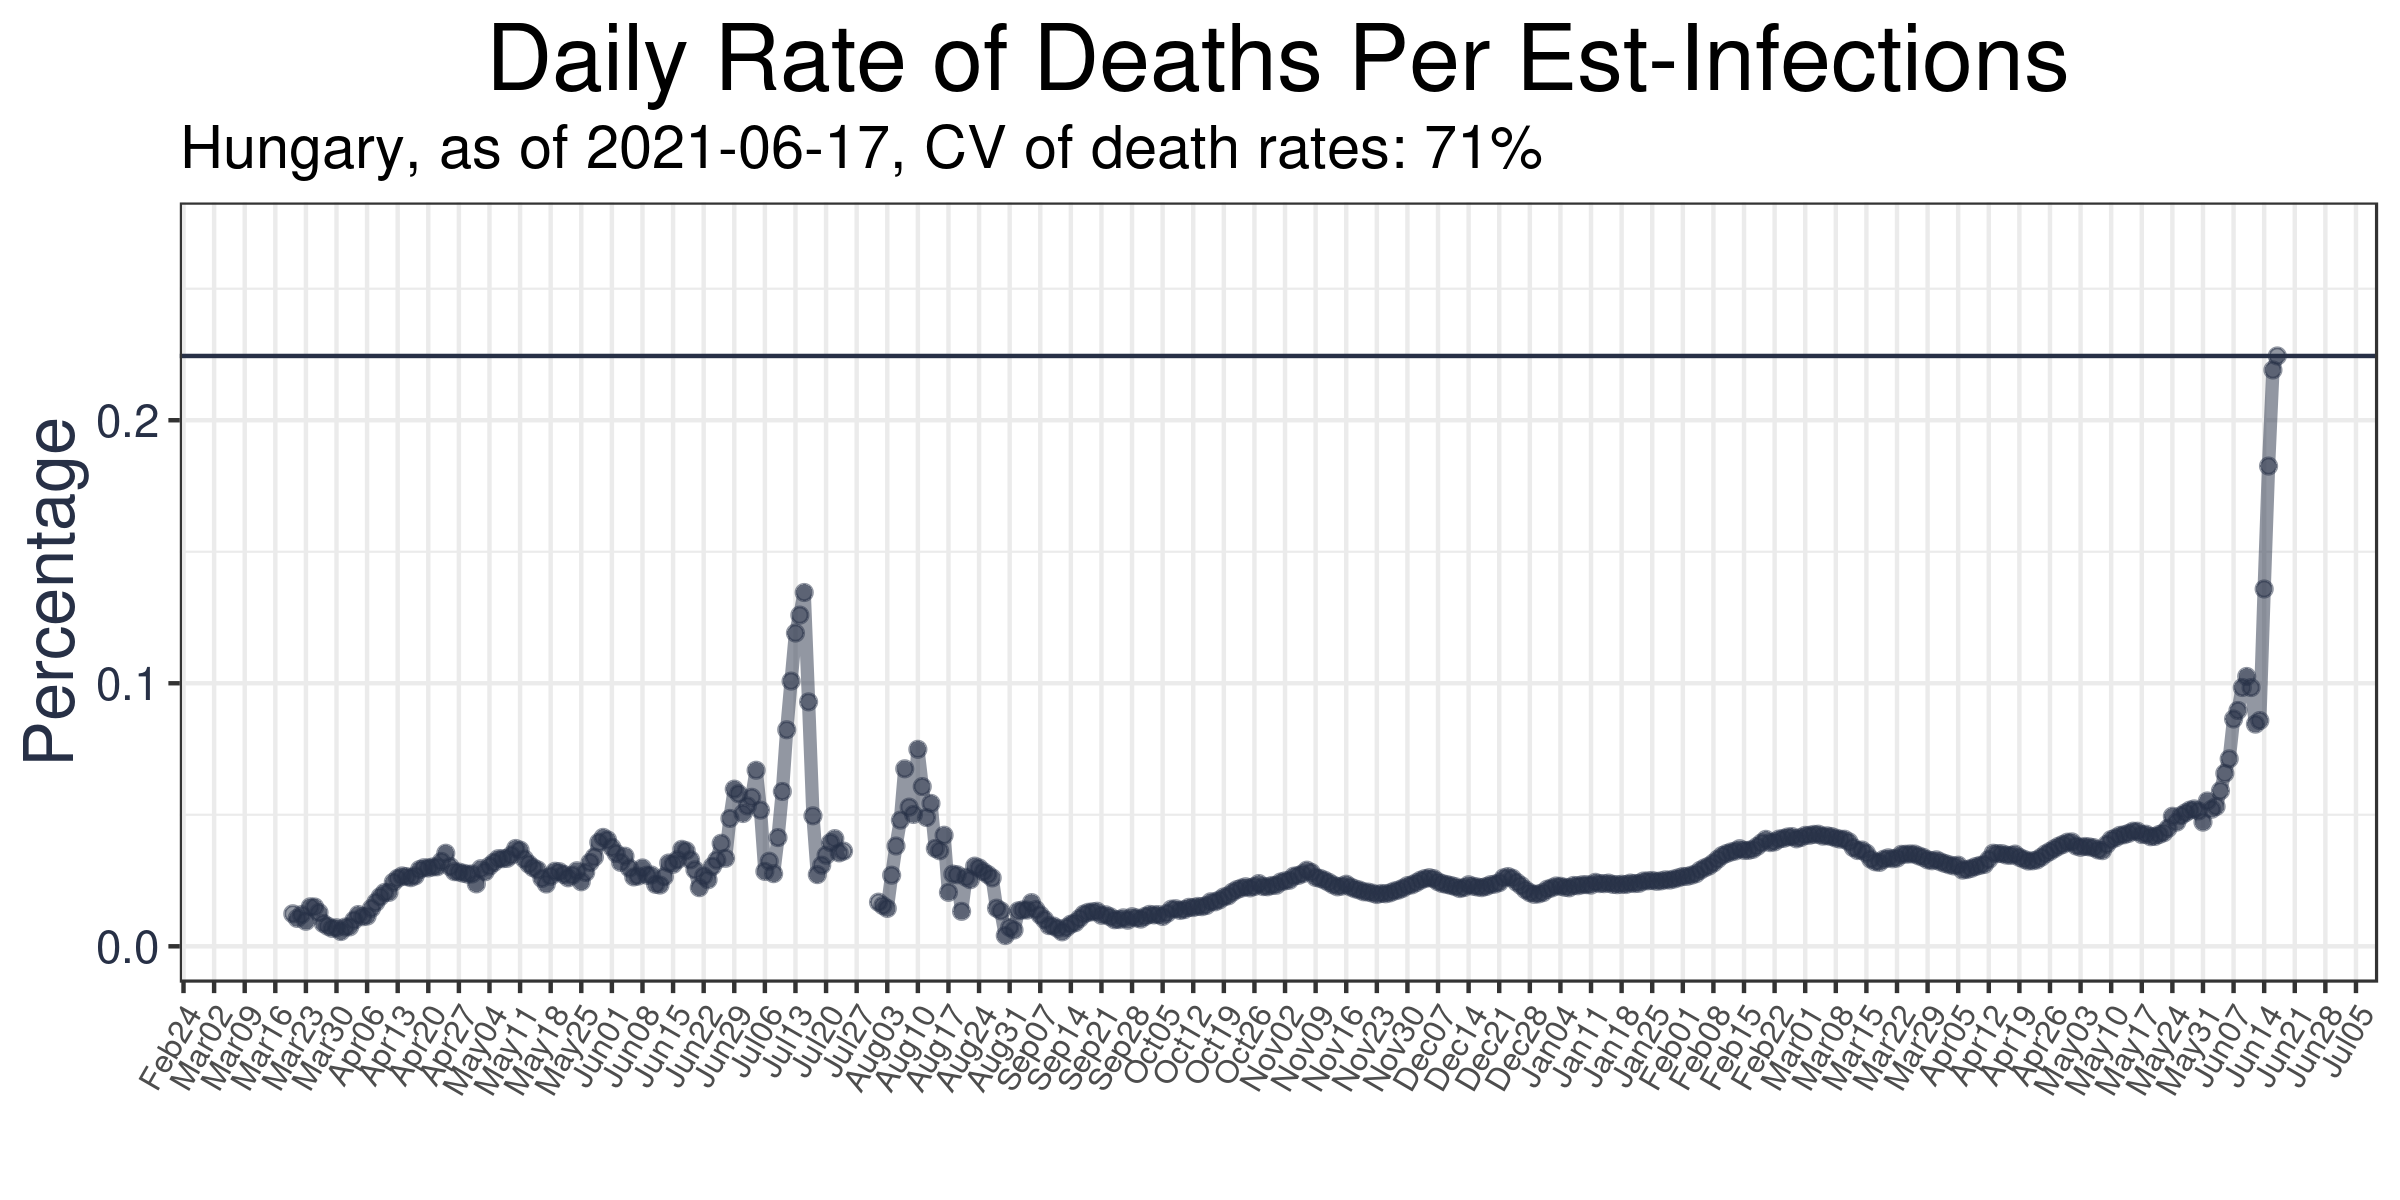 Daily Rate of Deaths Per Est-Infections
Hungary, as of 2021-06-17, CV of death rates: 71%
Percentage
0.2
0.1
0.0
Feb24
Mar02
Mar09
Mar16
Mar23
Mar30
Apr06
Apr13
Apr20
Apr27
May04
May11
May18
May25
Jun01
Jun08
Jun15
Jun22
Jun29
Jul06
Jul13
Jul20
Jul27
Aug03
Aug10
Aug17
Aug24
Aug31
Sep07
Sep14
Sep21
Sep28
Oct05
Oct12
Oct19
Oct26
Nov02
Nov09
Nov16
Nov23
Nov30
Dec07
Dec14
Dec21
Dec28
Jan04
Jan11
Jan18
Jan25
Feb01
Feb08
Feb15
Feb22
Mar01
Mar08
Mar15
Mar22
Mar29
Apr05
Apr12
Apr19
Apr26
May03
May10
May17
May24
May31
Jun07
Jun14
Jun21
Jun28
Jul05